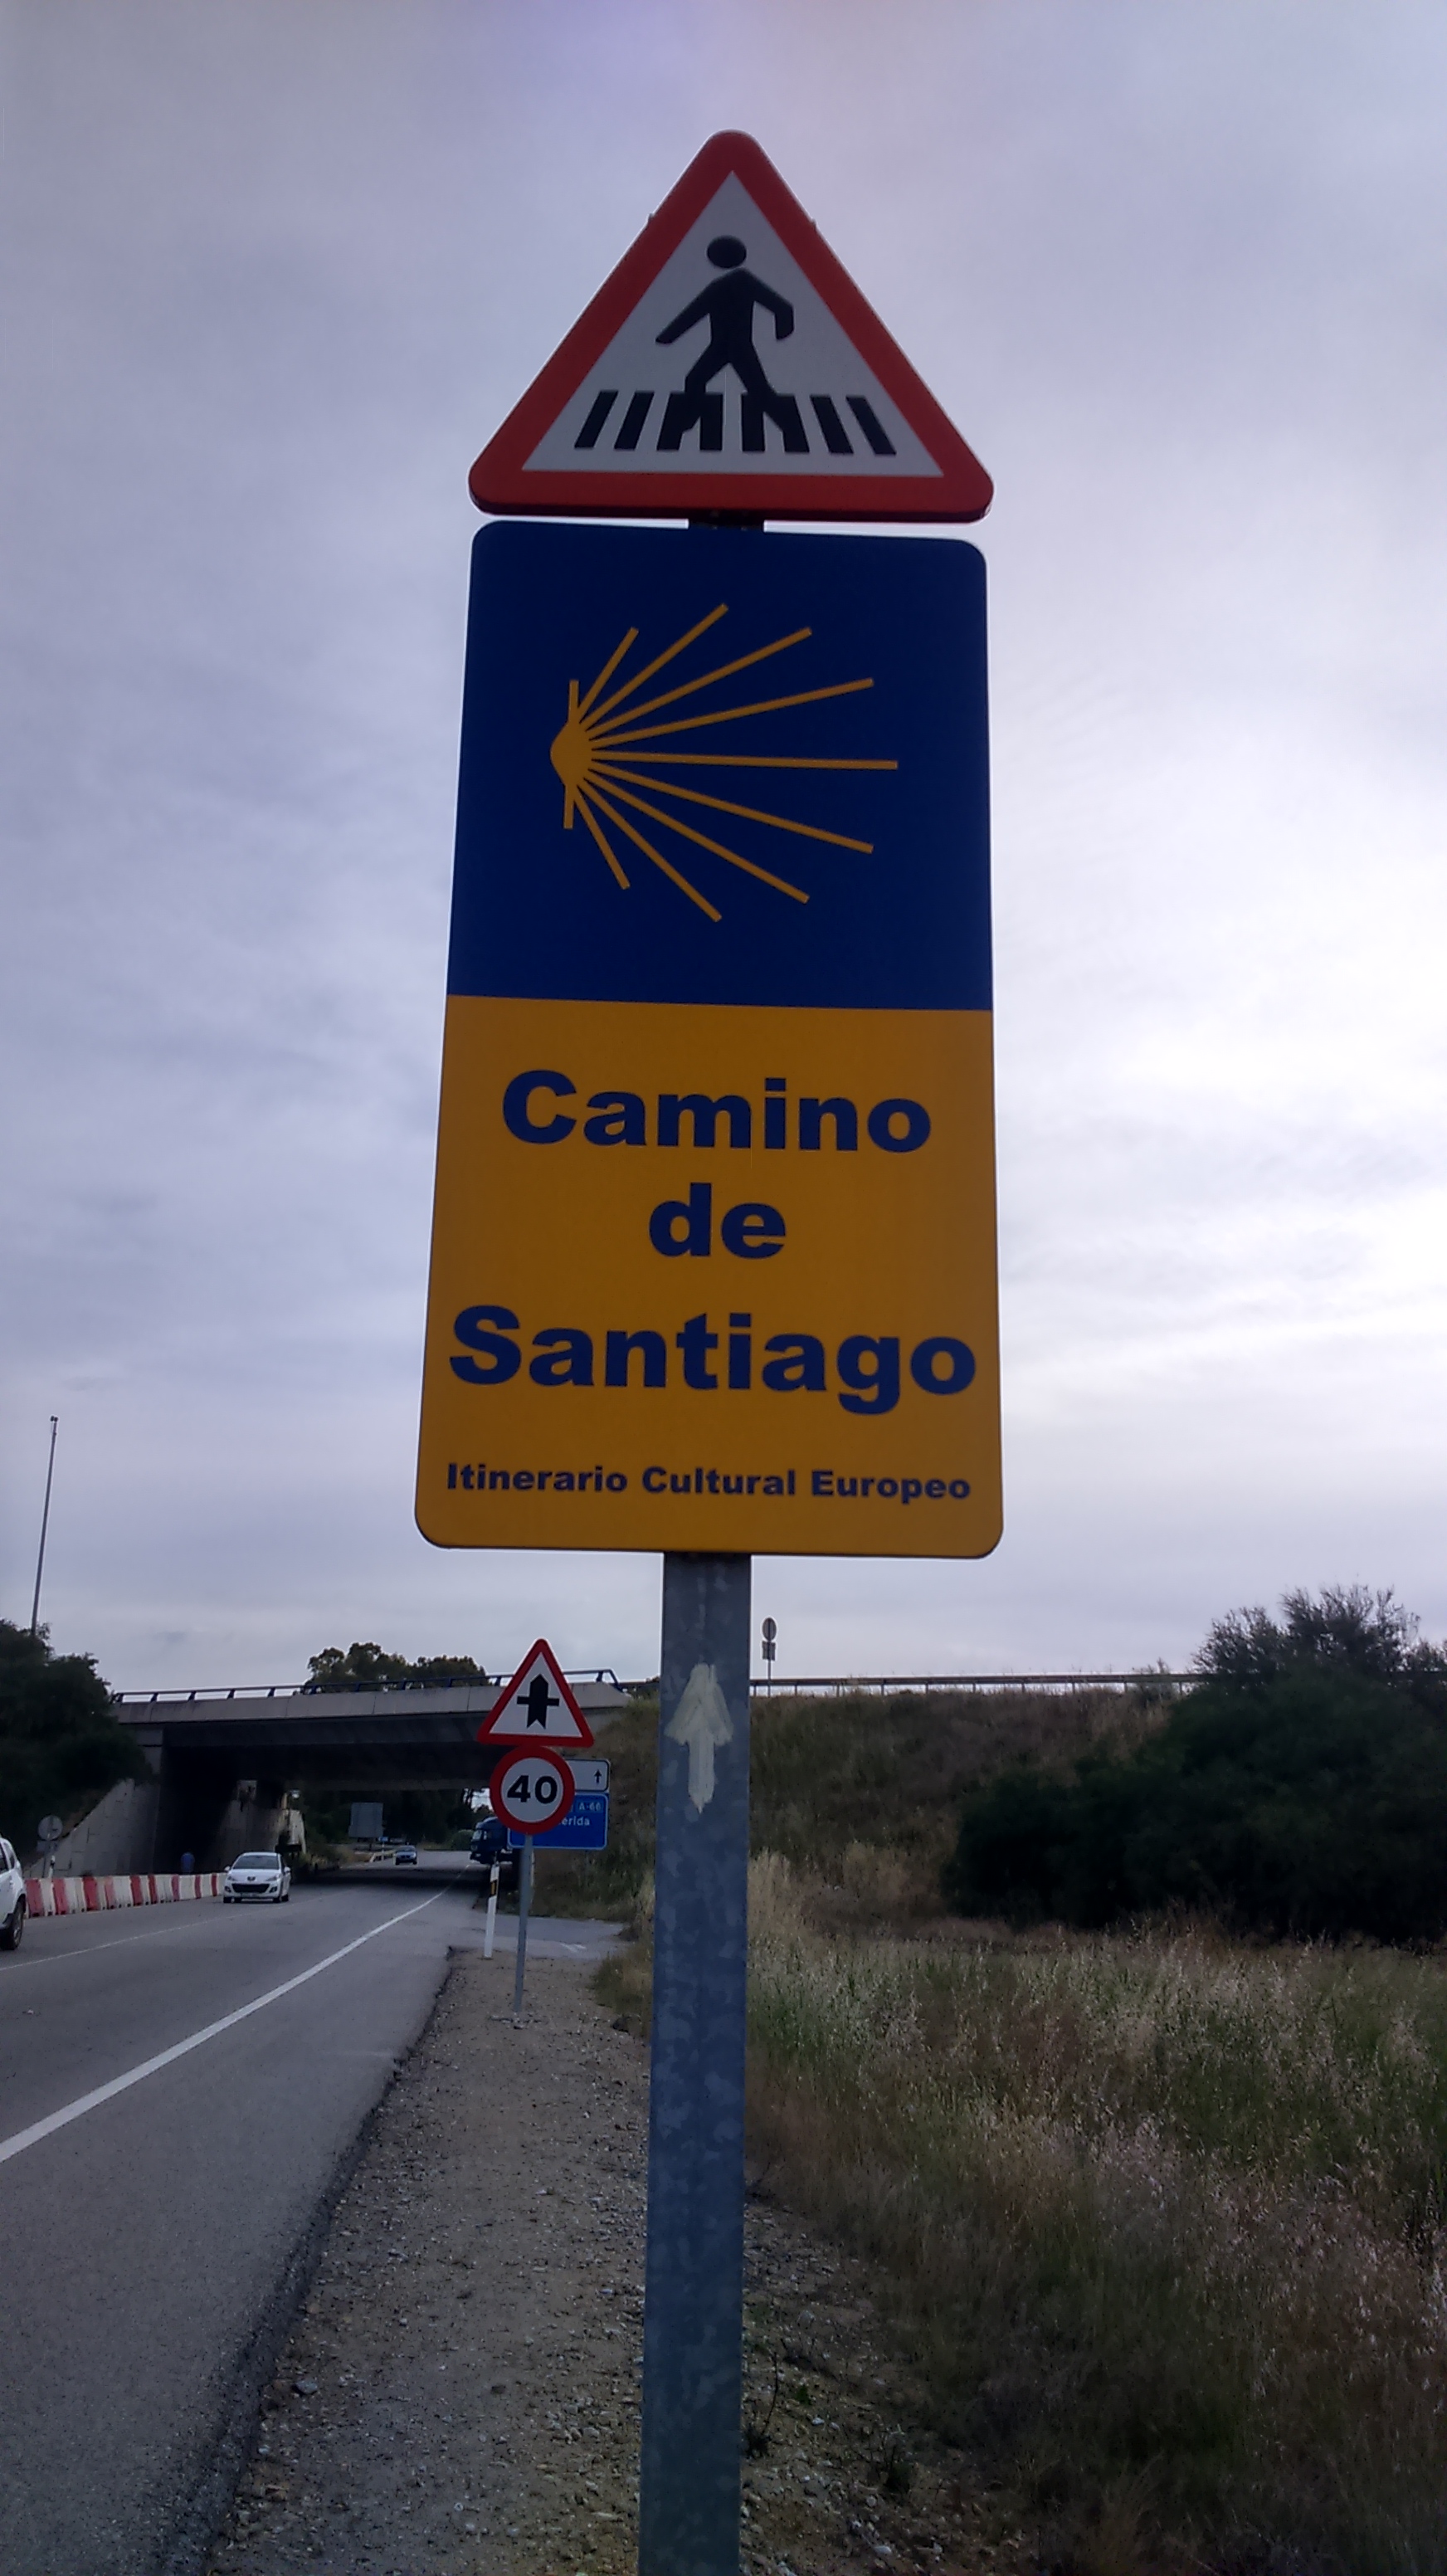 Camino
de
Santiago
Itinerario Cultural Europeo
40
A-66